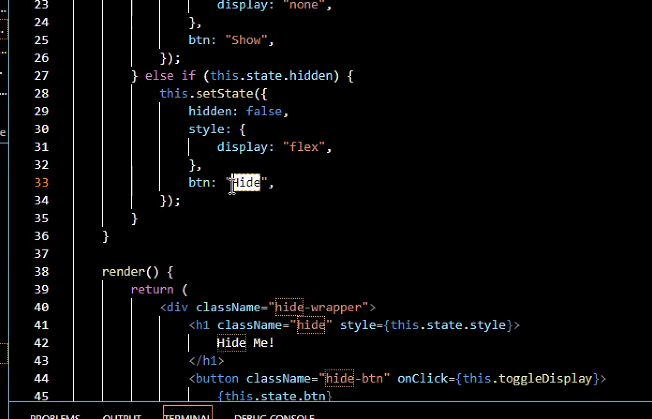 23 display: "none",
24 },
25 btn: "Show",
26 });
27 } else if (this.state.hidden) {
28 this.setState({
29 hidden: false,
30 style: {
31 display: "flex",
32 },
33 btn: "Hide",
34 });
35 }
36 }
37
38 render() {
39 return (
40 <div className="hide-wrapper">
41 <h1 className="hide" style={this.state.style}>
42 Hide Me!
43 </h1>
44 <button className="hide-btn" onClick={this.toggleDisplay}>
45 {this.state.btn}
PROBLEMS OUTPUT TERMINAL DEBUG CONSOLE